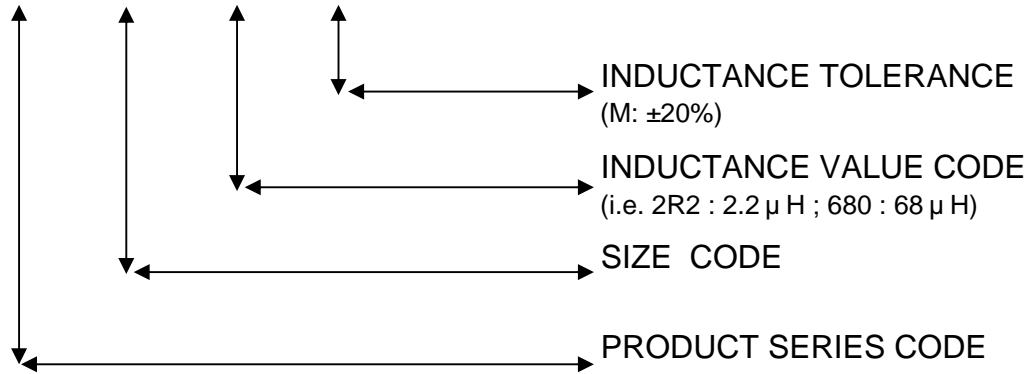 INDUCTANCE TOLERANCE
(M: ±20%)
INDUCTANCE VALUE CODE
(i.e. 2R2 : 2.2 μ H ; 680 : 68 μ H)
SIZE CODE
PRODUCT SERIES CODE